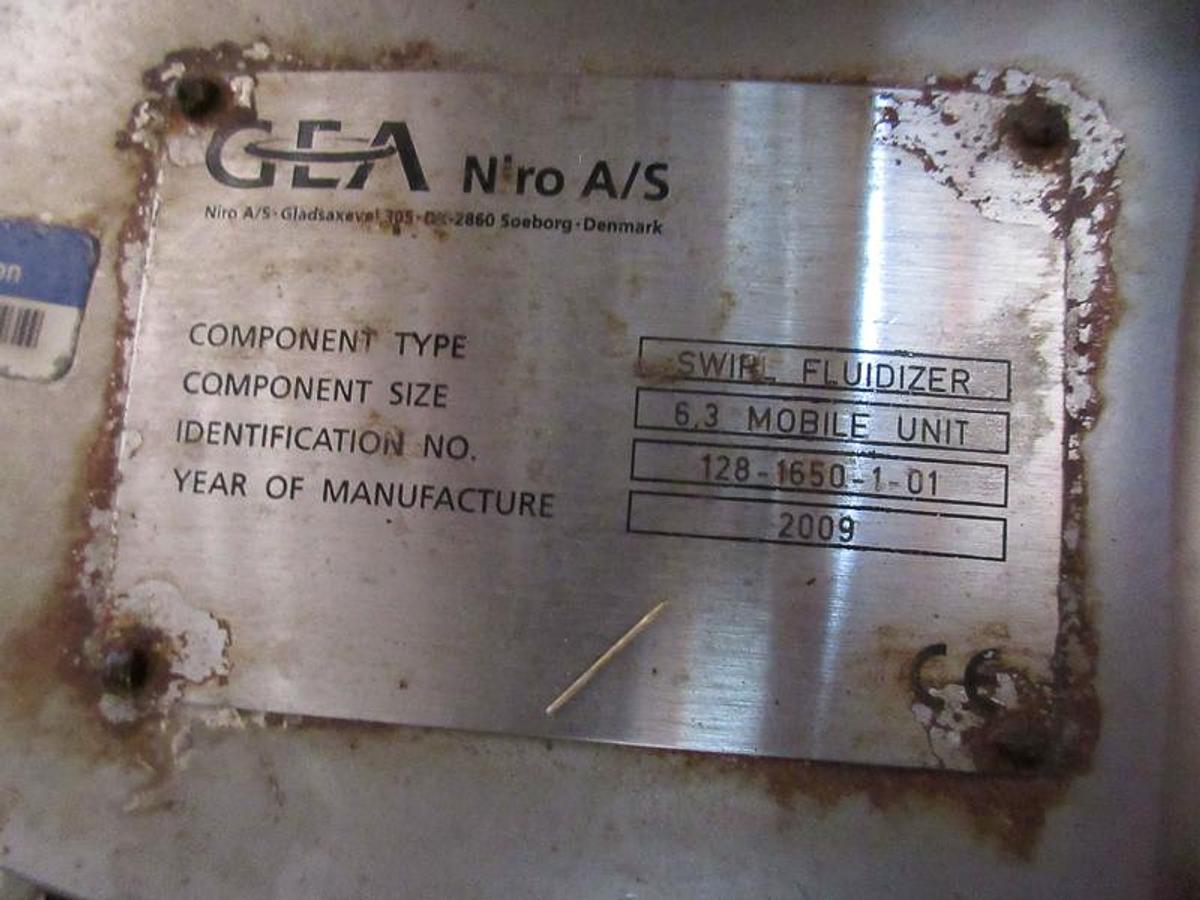 GEA Niro A/S
Niro A/S·Gladsaxevej 305·DK-2860 Soeborg·Denmark
on
COMPONENT TYPE SWIRL FLUIDIZER
COMPONENT SIZE 6,3 MOBILE UNIT
IDENTIFICATION NO. 128-1650-1-01
YEAR OF MANUFACTURE 2009
CE